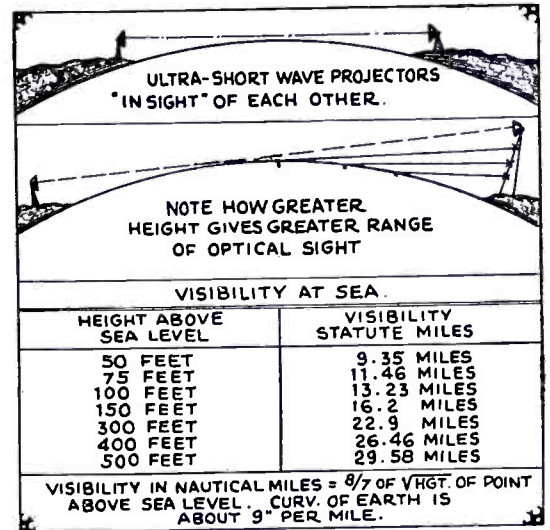 ULTRA-SHORT WAVE PROJECTORS
"IN SIGHT" OF EACH OTHER.
NOTE HOW GREATER
HEIGHT GIVES GREATER RANGE
OF OPTICAL SIGHT
VISIBILITY AT SEA.
HEIGHT ABOVE SEA LEVEL VISIBILITY STATUTE MILES
50 FEET 9.35 MILES
75 FEET 11.46 MILES
100 FEET 13.23 MILES
150 FEET 16.2 MILES
300 FEET 22.9 MILES
400 FEET 26.46 MILES
500 FEET 29.58 MILES
VISIBILITY IN NAUTICAL MILES = 8/7 OF √HGT. OF POINT
ABOVE SEA LEVEL. CURV. OF EARTH IS
ABOUT 9" PER MILE.